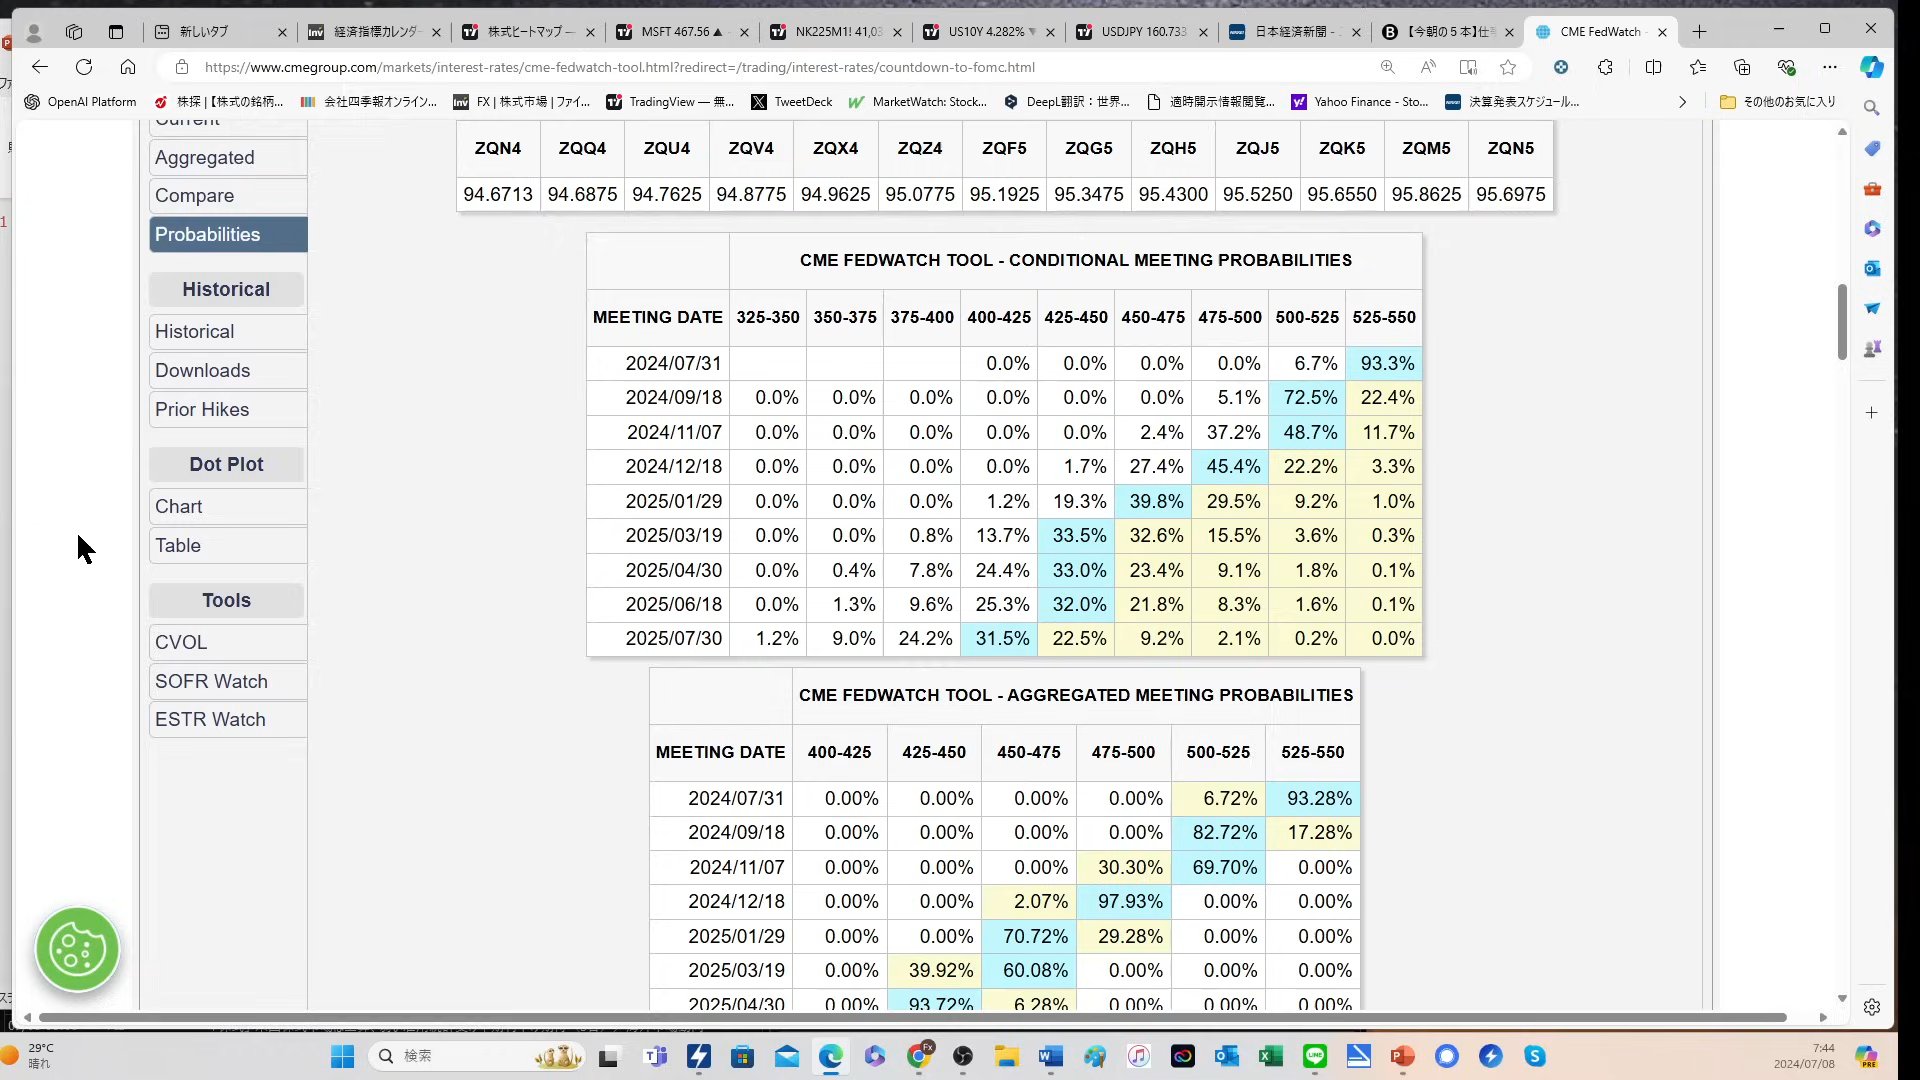 新しいタブ
経済指標カレンダ-
株式ヒートマップ —
MSFT 467.56 ▲ -
NK225M1! 41,03
US10Y 4.282% ▼
USDJPY 160.733
日本経済新聞 -
CME FedWatch
https://www.cmegroup.com/markets/interest-rates/cme-fedwatch-tool.html?redirect=/trading/interest-rates/countdown-to-fomc.html
OpenAI Platform
株探 | 【株式の銘柄...
会社四季報オンライン...
FX | 株式市場 | ファイ...
TradingView — 無...
TweetDeck
MarketWatch: Stock...
DeepL翻訳:世界...
適時開示情報閲覧...
Yahoo Finance - Sto...
決算発表スケジュール...
その他のお気に入り
Current
Aggregated
Compare
Probabilities
Historical
Historical
Downloads
Prior Hikes
Dot Plot
Chart
Table
Tools
CVOL
SOFR Watch
ESTR Watch
ZQN4 ZQQ4 ZQU4 ZQV4 ZQX4 ZQZ4 ZQF5 ZQG5 ZQH5 ZQJ5 ZQK5 ZQM5 ZQN5
94.6713 94.6875 94.7625 94.8775 94.9625 95.0775 95.1925 95.3475 95.4300 95.5250 95.6550 95.8625 95.6975
CME FEDWATCH TOOL - CONDITIONAL MEETING PROBABILITIES
MEETING DATE 325-350 350-375 375-400 400-425 425-450 450-475 475-500 500-525 525-550
2024/07/31 0.0% 0.0% 0.0% 0.0% 6.7% 93.3%
2024/09/18 0.0% 0.0% 0.0% 0.0% 0.0% 0.0% 5.1% 72.5% 22.4%
2024/11/07 0.0% 0.0% 0.0% 0.0% 0.0% 2.4% 37.2% 48.7% 11.7%
2024/12/18 0.0% 0.0% 0.0% 0.0% 1.7% 27.4% 45.4% 22.2% 3.3%
2025/01/29 0.0% 0.0% 0.0% 1.2% 19.3% 39.8% 29.5% 9.2% 1.0%
2025/03/19 0.0% 0.0% 0.8% 13.7% 33.5% 32.6% 15.5% 3.6% 0.3%
2025/04/30 0.0% 0.4% 7.8% 24.4% 33.0% 23.4% 9.1% 1.8% 0.1%
2025/06/18 0.0% 1.3% 9.6% 25.3% 32.0% 21.8% 8.3% 1.6% 0.1%
2025/07/30 1.2% 9.0% 24.2% 31.5% 22.5% 9.2% 2.1% 0.2% 0.0%
CME FEDWATCH TOOL - AGGREGATED MEETING PROBABILITIES
MEETING DATE 400-425 425-450 450-475 475-500 500-525 525-550
2024/07/31 0.00% 0.00% 0.00% 0.00% 6.72% 93.28%
2024/09/18 0.00% 0.00% 0.00% 0.00% 82.72% 17.28%
2024/11/07 0.00% 0.00% 0.00% 30.30% 69.70% 0.00%
2024/12/18 0.00% 0.00% 2.07% 97.93% 0.00% 0.00%
2025/01/29 0.00% 0.00% 70.72% 29.28% 0.00% 0.00%
2025/03/19 0.00% 39.92% 60.08% 0.00% 0.00% 0.00%
2025/04/30 0.00% 93.72% 6.28% 0.00% 0.00% 0.00%
29°C
晴れ
検索
7:44
2024/07/08